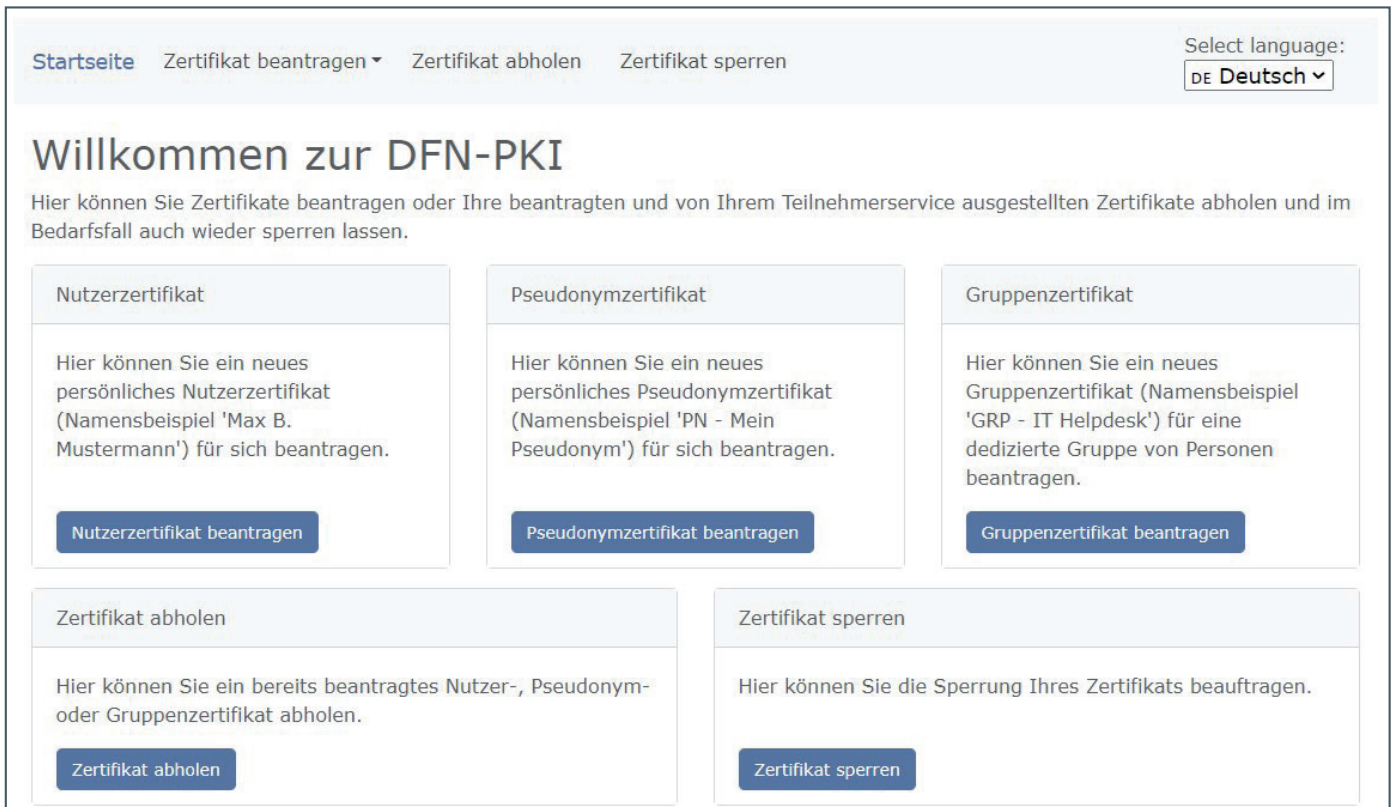 Startseite Zertifikat beantragen Zertifikat abholen Zertifikat sperren
Select language:
DE Deutsch
Willkommen zur DFN-PKI
Hier können Sie Zertifikate beantragen oder Ihre beantragten und von Ihrem Teilnehmerservice ausgestellten Zertifikate abholen und im
Bedarfsfall auch wieder sperren lassen.
Nutzerzertifikat
Hier können Sie ein neues
persönliches Nutzerzertifikat
(Namensbeispiel 'Max B.
Mustermann') für sich beantragen.
Nutzerzertifikat beantragen
Pseudonymzertifikat
Hier können Sie ein neues
persönliches Pseudonymzertifikat
(Namensbeispiel 'PN - Mein
Pseudonym') für sich beantragen.
Pseudonymzertifikat beantragen
Gruppenzertifikat
Hier können Sie ein neues
Gruppenzertifikat (Namensbeispiel
'GRP - IT Helpdesk') für eine
dedizierte Gruppe von Personen
beantragen.
Gruppenzertifikat beantragen
Zertifikat abholen
Hier können Sie ein bereits beantragtes Nutzer-, Pseudonym-
oder Gruppenzertifikat abholen.
Zertifikat abholen
Zertifikat sperren
Hier können Sie die Sperrung Ihres Zertifikats beauftragen.
Zertifikat sperren